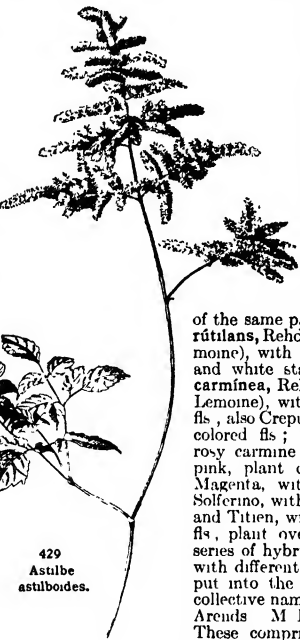 of the same p
rútilans, Rehd
moine), with
and white sta
carmínea, Re
Lemoine), wit
fls , also Crepu
colored fls ;
rosy carmine
pink, plant o
Magenta, wit
Solferino, with
and Titien, wi
fls , plant ove
series of hybr
with different
put into the
collective nam
Arends M
These compri
429
Astilbe
astilboides.